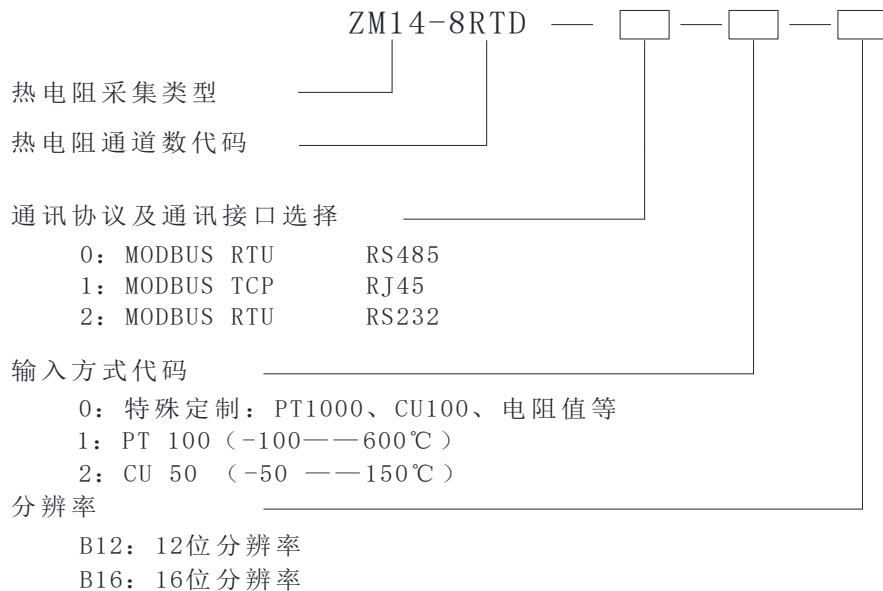 ZM14-8RTD
热电阻采集类型
热电阻通道数代码
通讯协议及通讯接口选择
0：MODBUS RTU RS485
1：MODBUS TCP RJ45
2：MODBUS RTU RS232
输入方式代码
0：特殊定制：PT1000、CU100、电阻值等
1：PT 100（-100——600℃）
2：CU 50 （-50 ——150℃）
分辨率
B12：12位分辨率
B16：16位分辨率